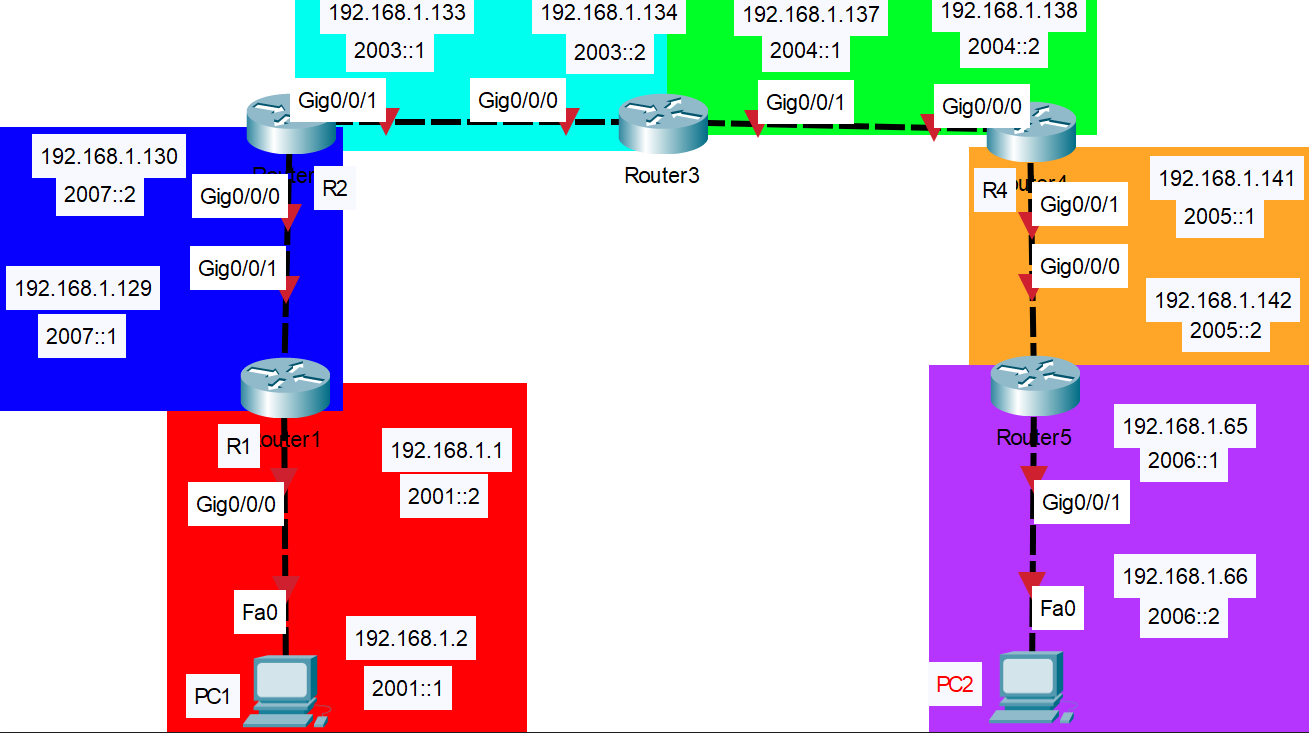 192.168.1.133
192.168.1.134
192.168.1.137
192.168.1.138
2003::1
2003::2
2004::1
2004::2
Gig0/0/1
Gig0/0/0
Gig0/0/1
Gig0/0/0
Router3
192.168.1.130
2007::2
Gig0/0/0
R2
Gig0/0/1
192.168.1.129
2007::1
R4
192.168.1.141
2005::1
Gig0/0/1
Gig0/0/0
192.168.1.142
2005::2
R1
192.168.1.1
2001::2
Gig0/0/0
Fa0
192.168.1.2
2001::1
PC1
Router5
192.168.1.65
2006::1
Gig0/0/1
192.168.1.66
2006::2
Fa0
PC2